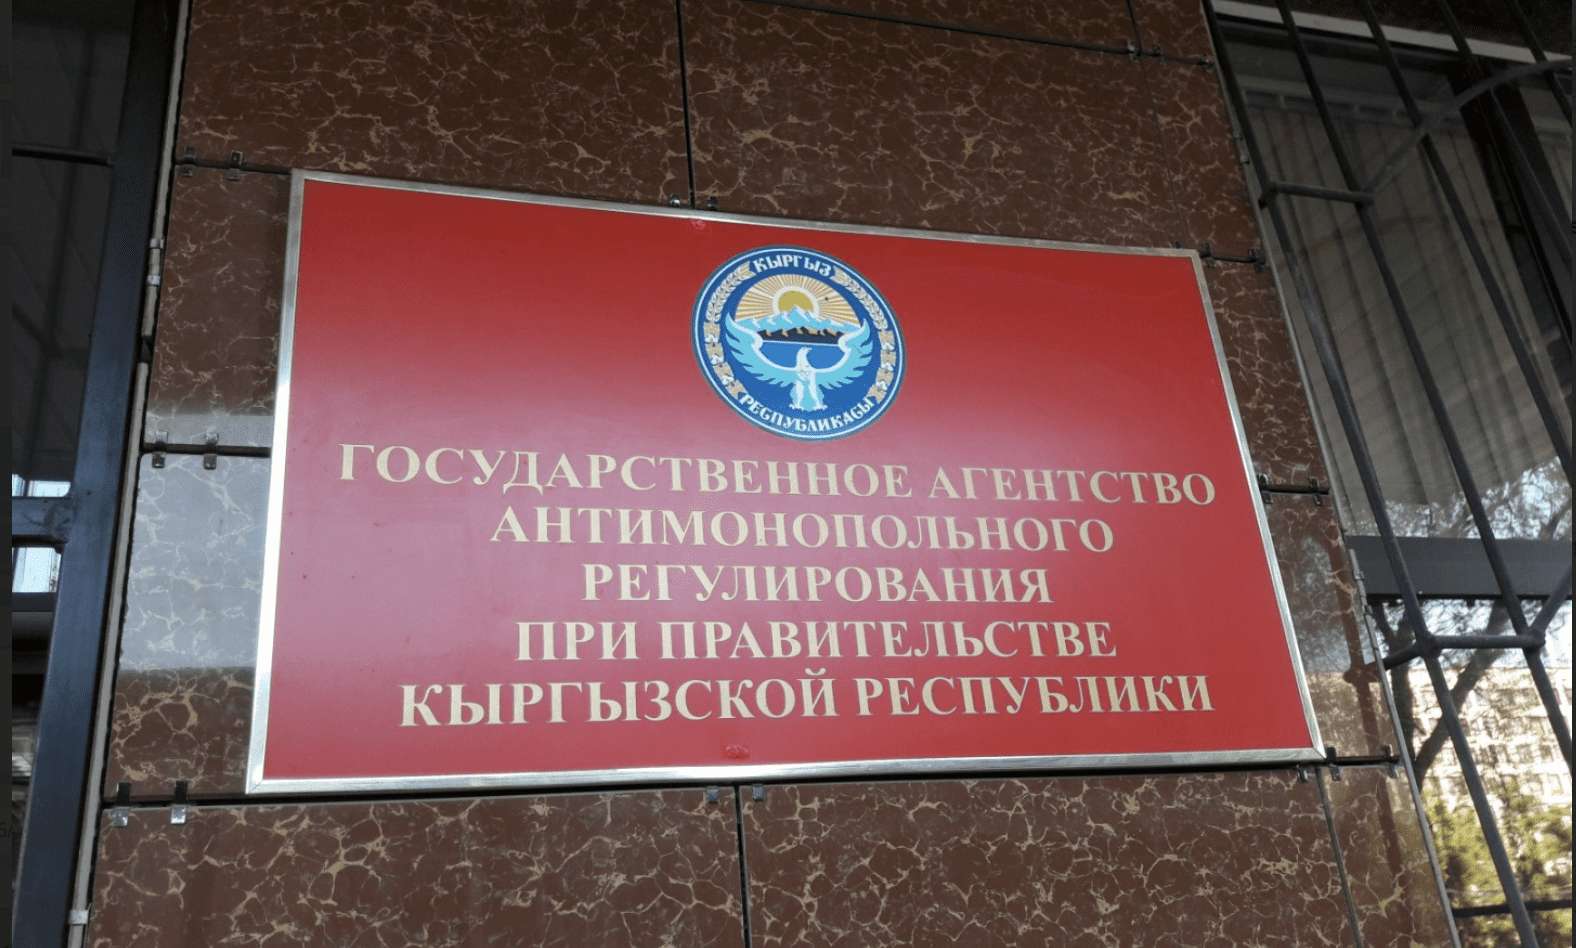 КЫРГЫЗ
РЕСПУБЛИКАСЫ
ГОСУДАРСТВЕННОЕ АГЕНТСТВО
АНТИМОНОПОЛЬНОГО
РЕГУЛИРОВАНИЯ
ПРИ ПРАВИТЕЛЬСТВЕ
КЫРГЫЗСКОЙ РЕСПУБЛИКИ